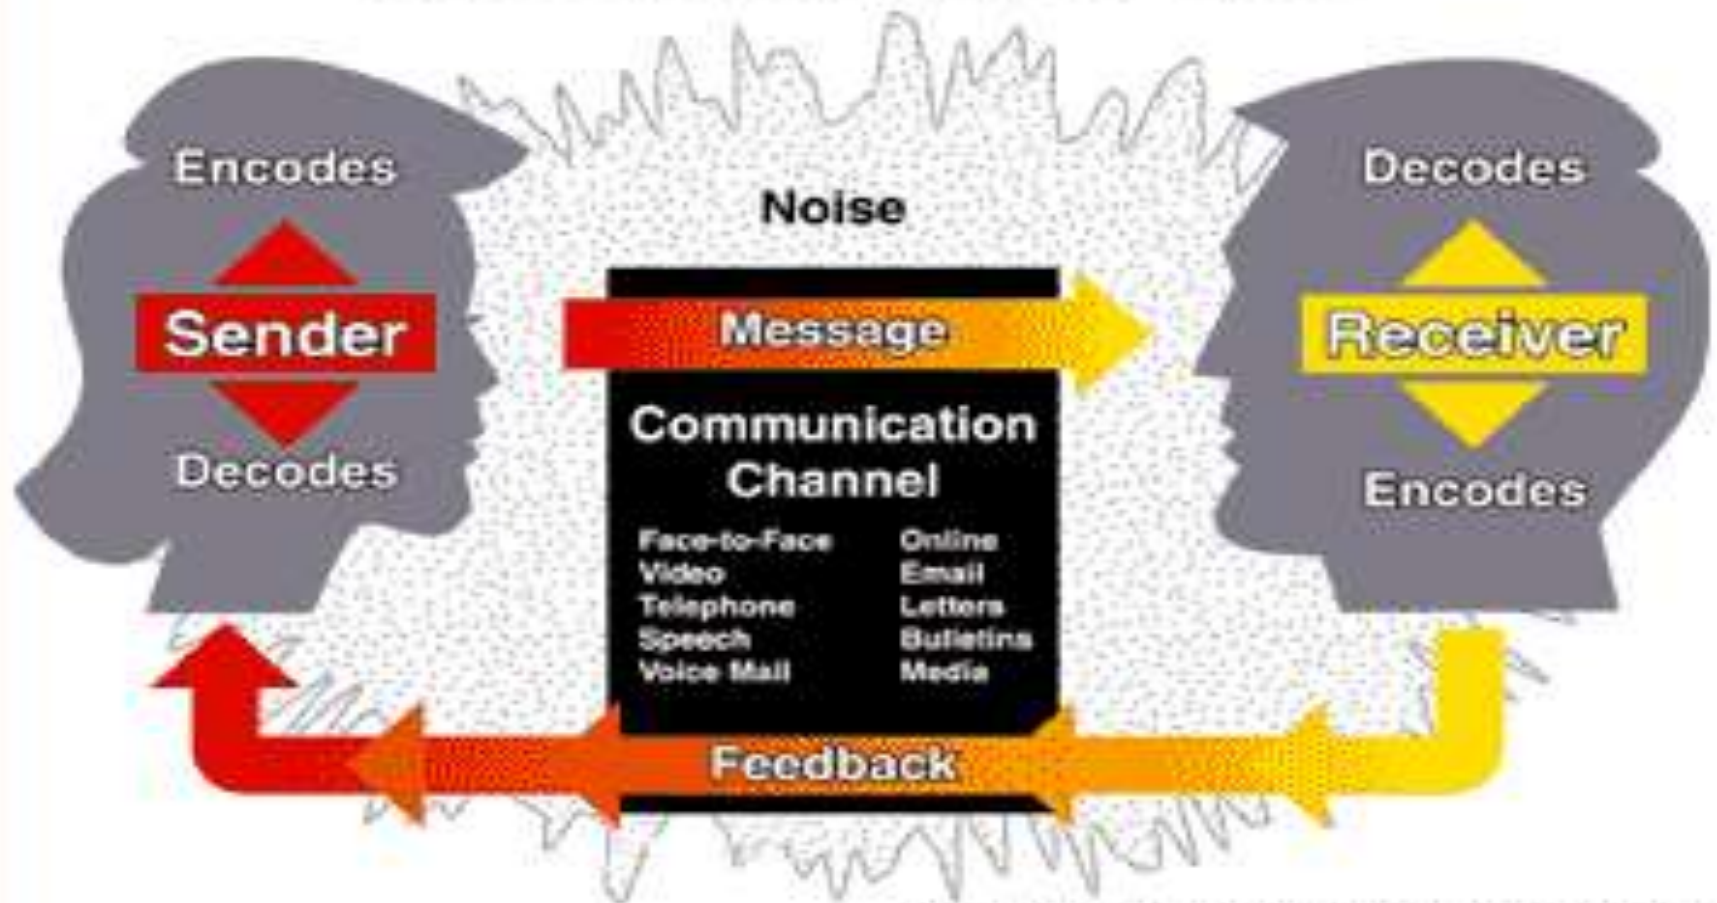 Encodes
Sender
Decodes
Noise
Message
Communication
Channel
Face-to-Face
Video
Telephone
Speech
Voice Mail
Online
Email
Letters
Bulletins
Media
Feedback
Decodes
Receiver
Encodes